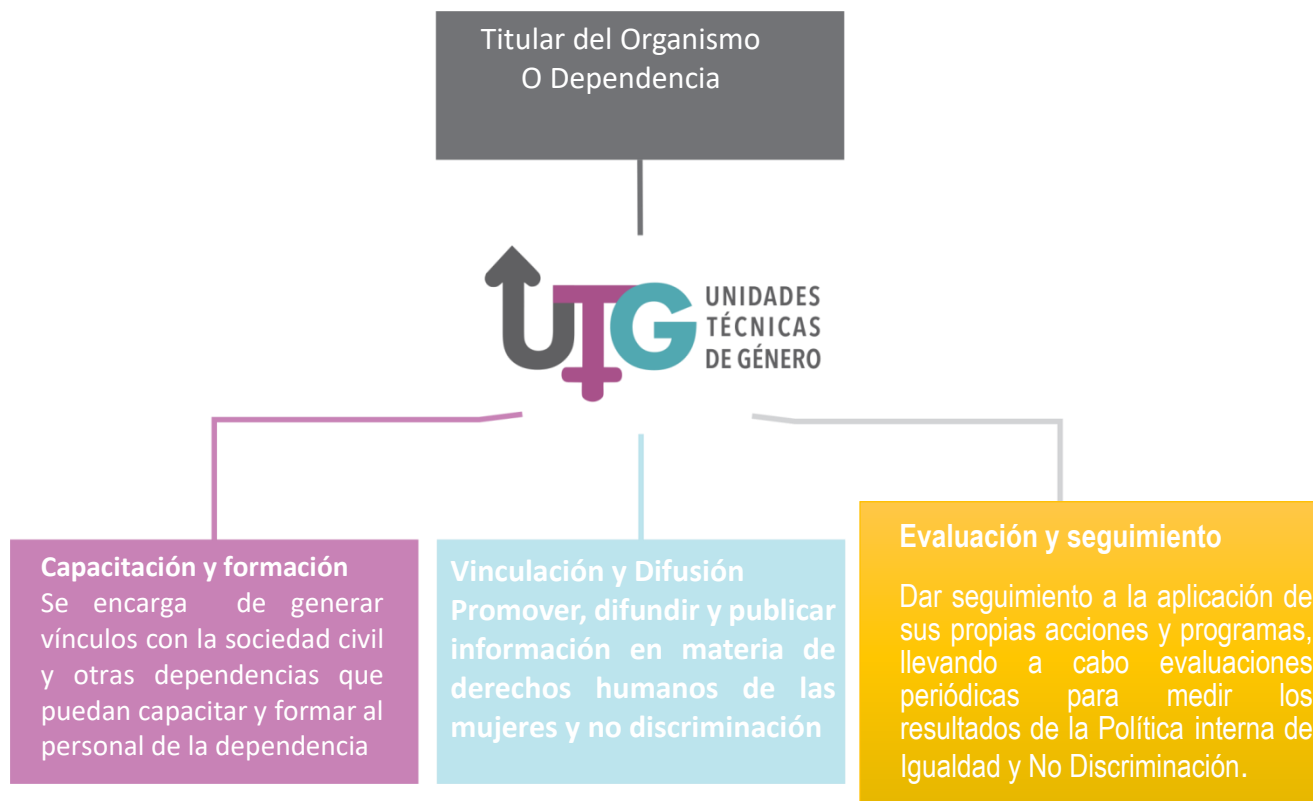 Titular del Organismo
O Dependencia
UTG
UNIDADES
TÉCNICAS
DE GÉNERO
Capacitación y formación
Se encarga de generar
vínculos con la sociedad civil
y otras dependencias que
puedan capacitar y formar al
personal de la dependencia
Vinculación y Difusión
Promover, difundir y publicar
información en materia de
derechos humanos de las
mujeres y no discriminación
Evaluación y seguimiento
Dar seguimiento a la aplicación de
sus propias acciones y programas,
llevando a cabo evaluaciones
periódicas para medir los
resultados de la Política interna de
Igualdad y No Discriminación.